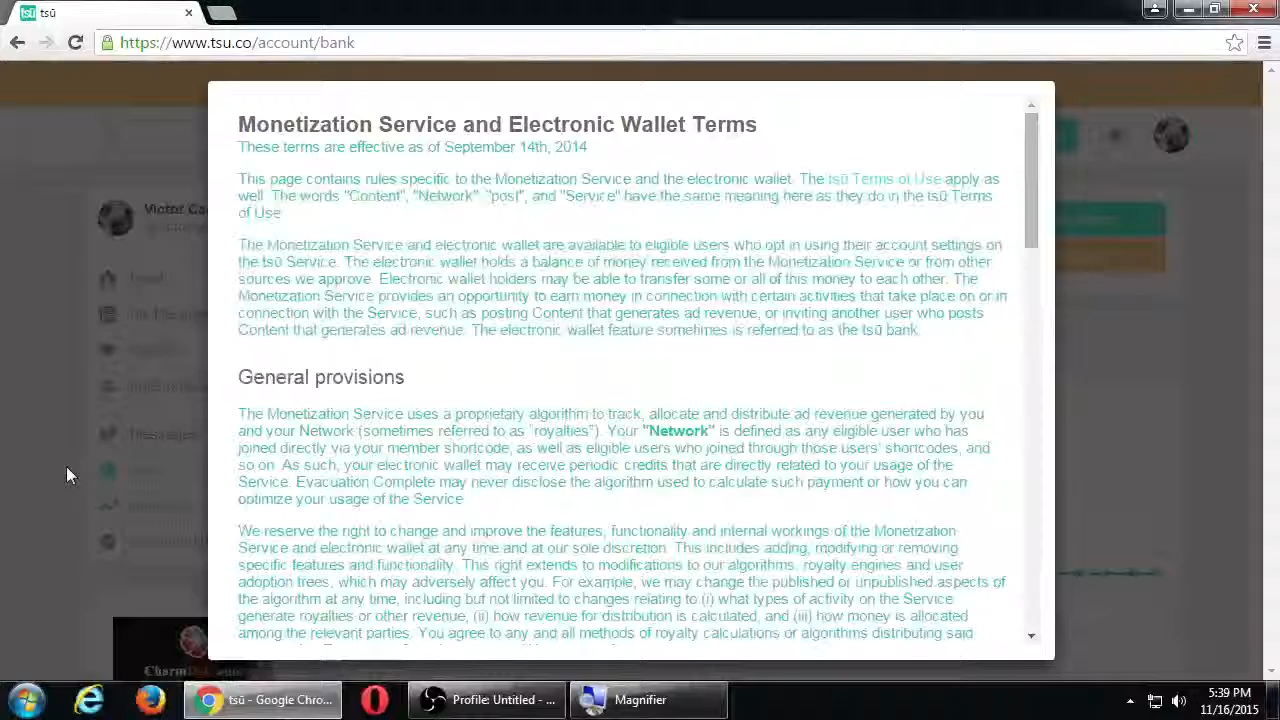 tsū tsū
https://www.tsu.co/account/bank
Monetization Service and Electronic Wallet Terms
These terms are effective as of September 14th, 2014
This page contains rules specific to the Monetization Service and the electronic wallet. The tsū Terms of Use apply as
well. The words "Content", "Network", "post", and "Service" have the same meaning here as they do in the tsū Terms
of Use
The Monetization Service and electronic wallet are available to eligible users who opt in using their account settings on
the tsū Service. The electronic wallet holds a balance of money received from the Monetization Service or from other
sources we approve. Electronic wallet holders may be able to transfer some or all of this money to each other. The
Monetization Service provides an opportunity to earn money in connection with certain activities that take place on or in
connection with the Service, such as posting Content that generates ad revenue, or inviting another user who posts
Content that generates ad revenue. The electronic wallet feature sometimes is referred to as the tsū bank.
General provisions
The Monetization Service uses a proprietary algorithm to track, allocate and distribute ad revenue generated by you
and your Network (sometimes referred to as "royalties"). Your "Network" is defined as any eligible user who has
joined directly via your member shortcode, as well as eligible users who joined through those users' shortcodes, and
so on. As such, your electronic wallet may receive periodic credits that are directly related to your usage of the
Service. Evacuation Complete may never disclose the algorithm used to calculate such payment or how you can
optimize your usage of the Service
We reserve the right to change and improve the features, functionality and internal workings of the Monetization
Service and electronic wallet at any time and at our sole discretion. This includes adding, modifying or removing
specific features and functionality. This right extends to modifications to our algorithms, royalty engines and user
adoption trees, which may adversely affect you. For example, we may change the published or unpublished aspects of
the algorithm at any time, including but not limited to changes relating to (i) what types of activity on the Service
generate royalties or other revenue, (ii) how revenue for distribution is calculated, and (iii) how money is allocated
among the relevant parties. You agree to any and all methods of royalty calculations or algorithms distributing said
Victor
Messages
tsū - Google Chro...
Profile: Untitled - ...
Magnifier
5:39 PM
11/16/2015